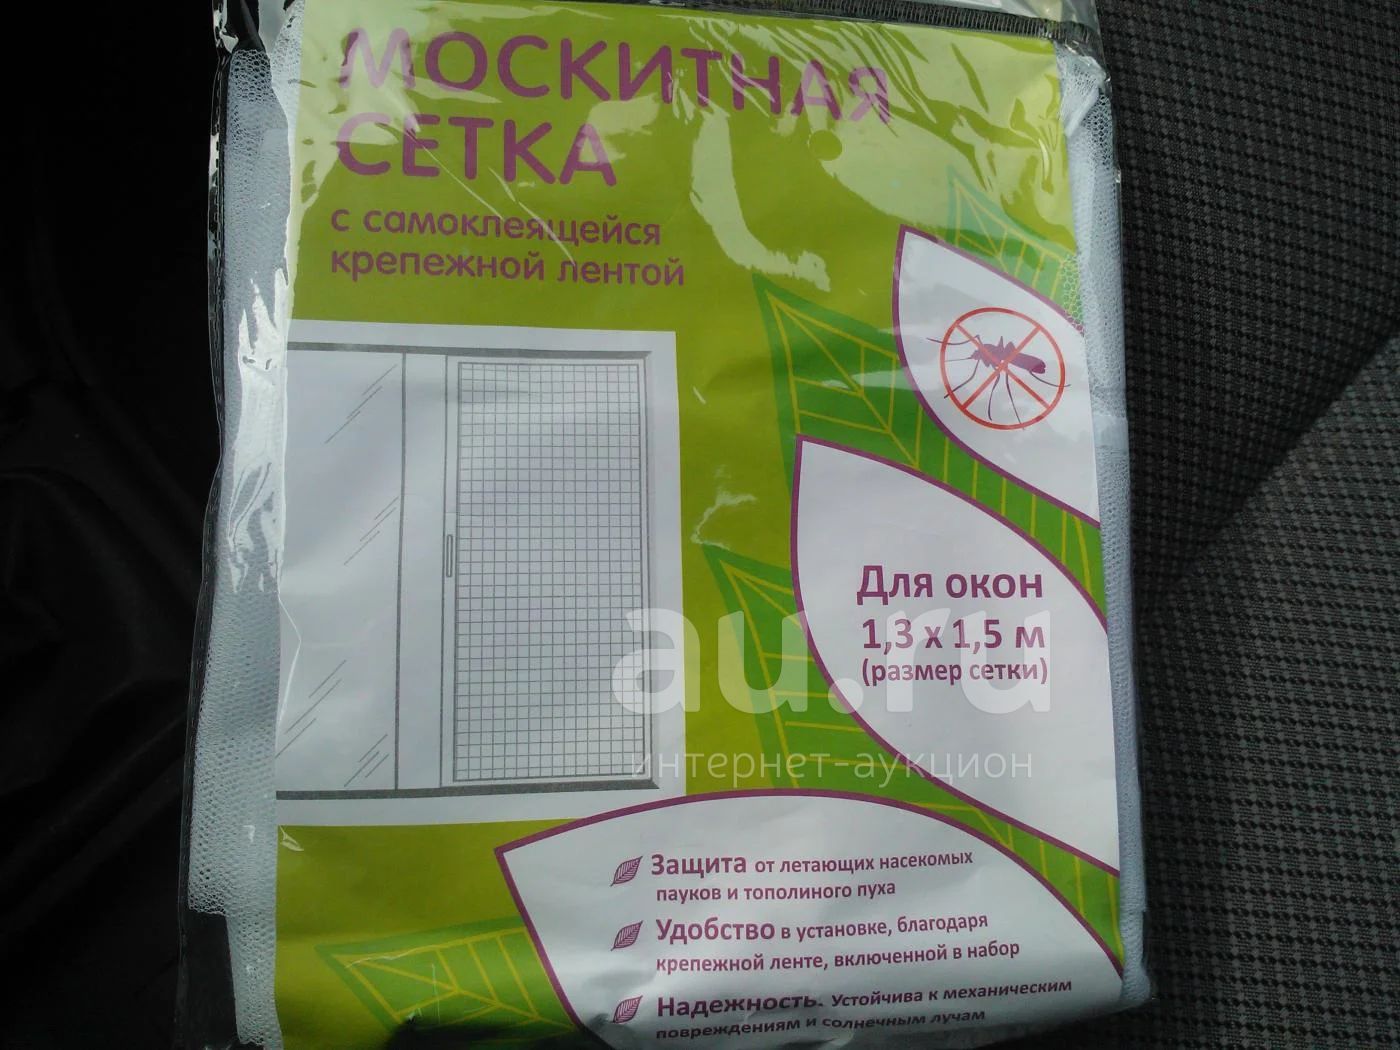 МОСКИТНАЯ
СЕТКА
с самоклеящейся
крепежной лентой
Для окон
1,3 х 1,5 м
(размер сетки)
au.ru
интернет-аукцион
Защита от летающих насекомых
пауков и тополиного пуха
Удобство в установке, благодаря
крепежной ленте, включенной в набор
Надежность. Устойчива к механическим
повреждениям и солнечным лучам